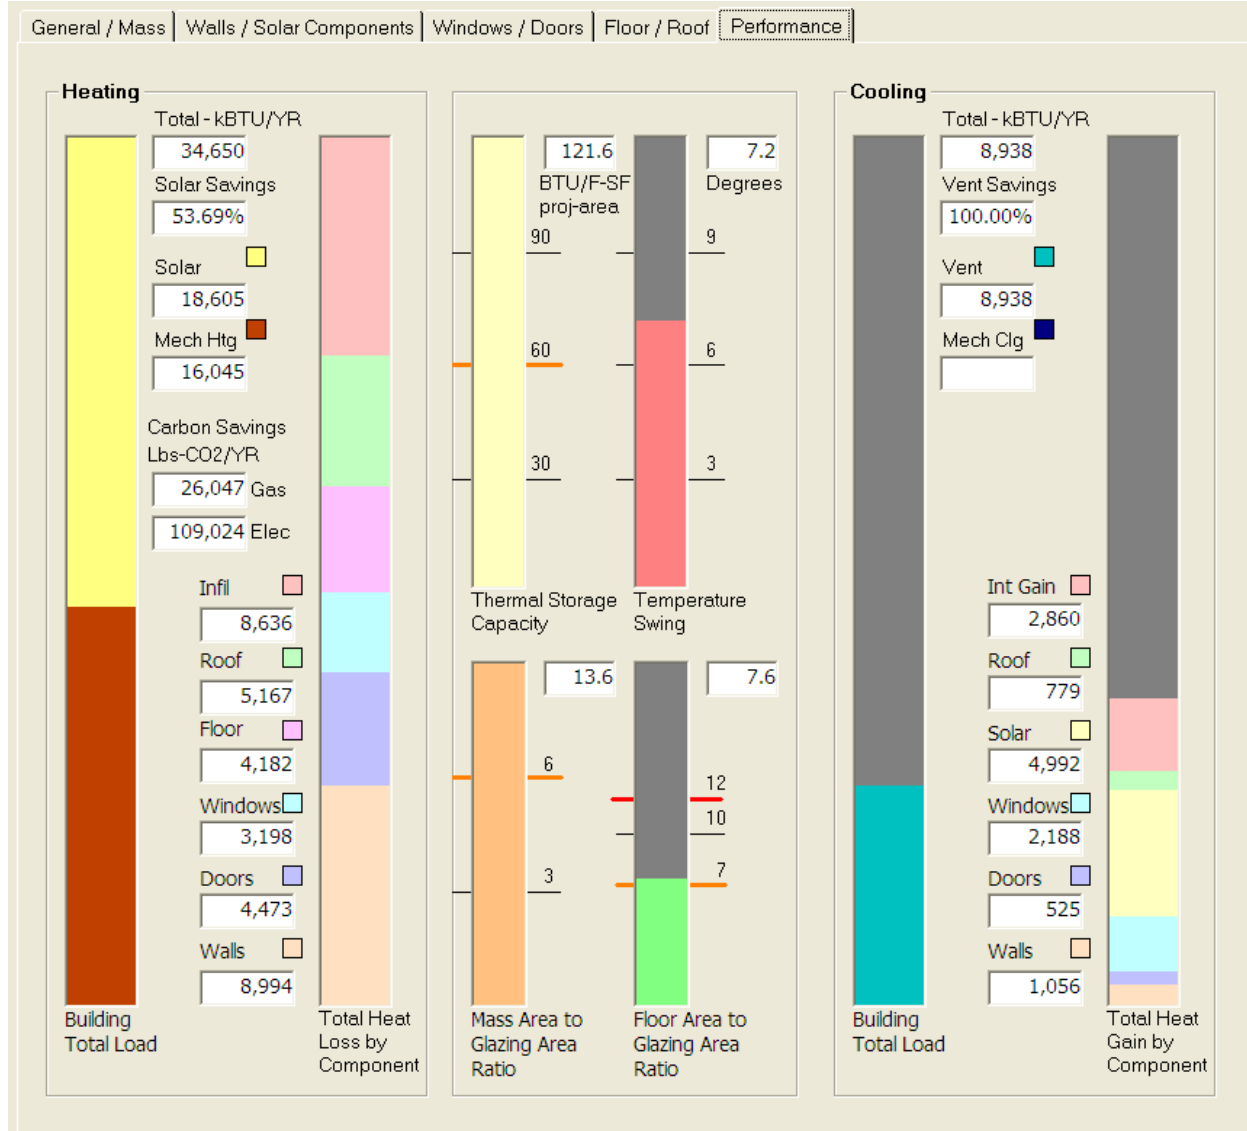 General / Mass
Walls / Solar Components
Windows / Doors
Floor / Roof
Performance
Heating
Total - kBTU/YR
34,650
Solar Savings
53.69%
Solar
18,605
Mech Htg
16,045
Carbon Savings
Lbs-CO2/YR
26,047 Gas
109,024 Elec
Infil
8,636
Roof
5,167
Floor
4,182
Windows
3,198
Doors
4,473
Walls
8,994
Building
Total Load
Total Heat
Loss by
Component
121.6
BTU/F-SF
proj-area
90
60
30
Thermal Storage
Capacity
7.2
Degrees
9
6
3
Temperature
Swing
13.6
6
3
Mass Area to
Glazing Area
Ratio
7.6
12
10
7
Floor Area to
Glazing Area
Ratio
Cooling
Total - kBTU/YR
8,938
Vent Savings
100.00%
Vent
8,938
Mech Clg
Int Gain
2,860
Roof
779
Solar
4,992
Windows
2,188
Doors
525
Walls
1,056
Building
Total Load
Total Heat
Gain by
Component